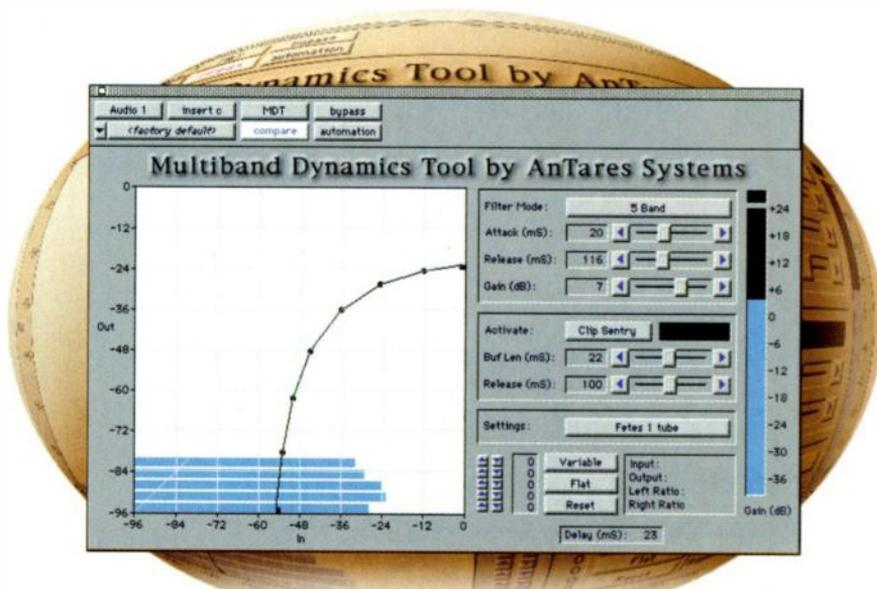 bypass
automation
Dynamics Tool by AnTar
Audio 1
insert c
MDT
bypass
<factory default>
compare
automation
Multiband Dynamics Tool by AnTares Systems
0
-12
-24
-36
-48
-60
-72
-84
-96
Out
-96
-84
-72
-60
-48
-36
-24
-12
0
In
Filter Mode:
5 Band
Attack (mS):
20
Release (mS):
116
Gain (dB):
7
Activate:
Clip Sentry
Buf Len (mS):
22
Release (mS):
100
Settings:
Fetes 1 tube
0
0
0
0
0
Variable
Flat
Reset
Input:
Output:
Left Ratio:
Right Ratio
Delay (mS): 23
+24
+18
+12
+6
0
-6
-12
-18
-24
-30
-36
Gain (dB)